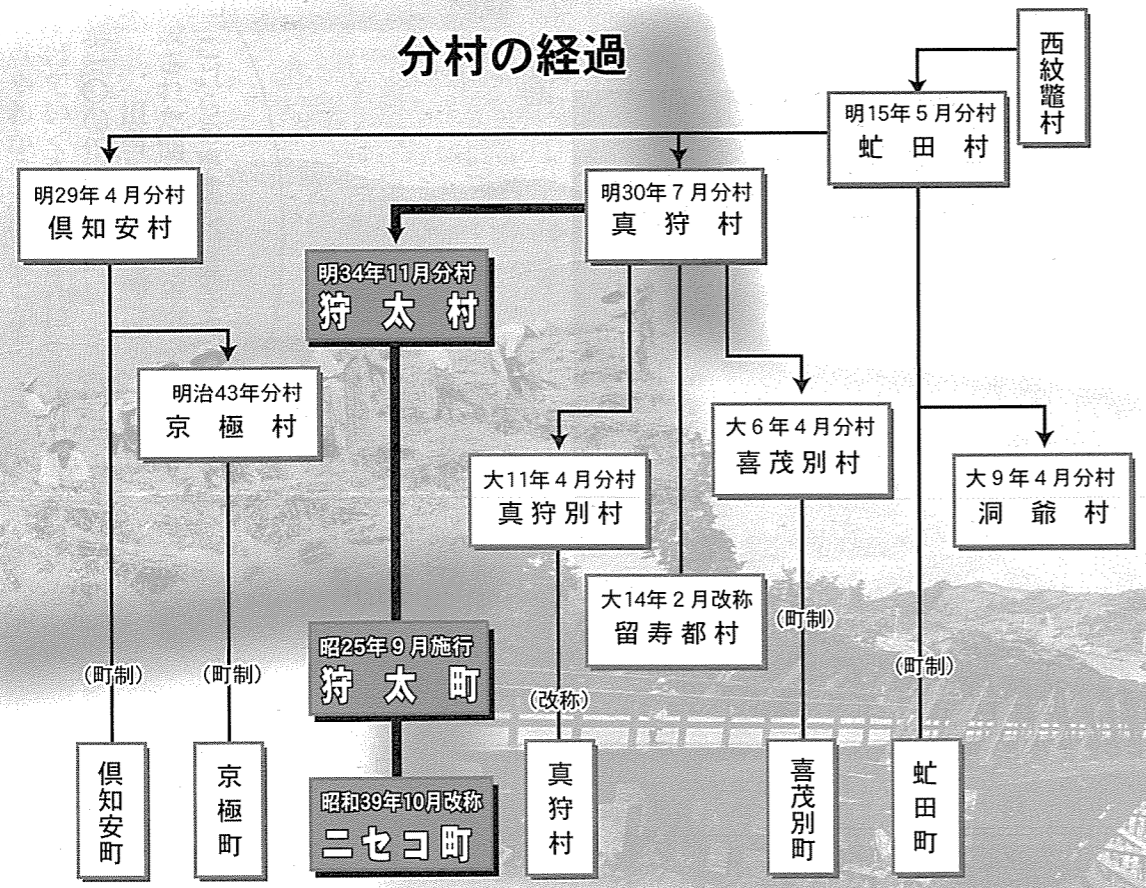 分村の経過
西紋鼈村
明15年5月分村
虻田村
明29年4月分村
倶知安村
明30年7月分村
真狩村
明34年11月分村
狩太村
明治43年分村
京極村
大6年4月分村
喜茂別村
大11年4月分村
真狩別村
大9年4月分村
洞爺村
大14年2月改称
留寿都村
(町制)
昭25年9月施行
狩太町
(町制)
(町制)
(町制)
(改称)
倶知安町
京極町
昭和39年10月改称
ニセコ町
真狩村
喜茂別町
虻田町